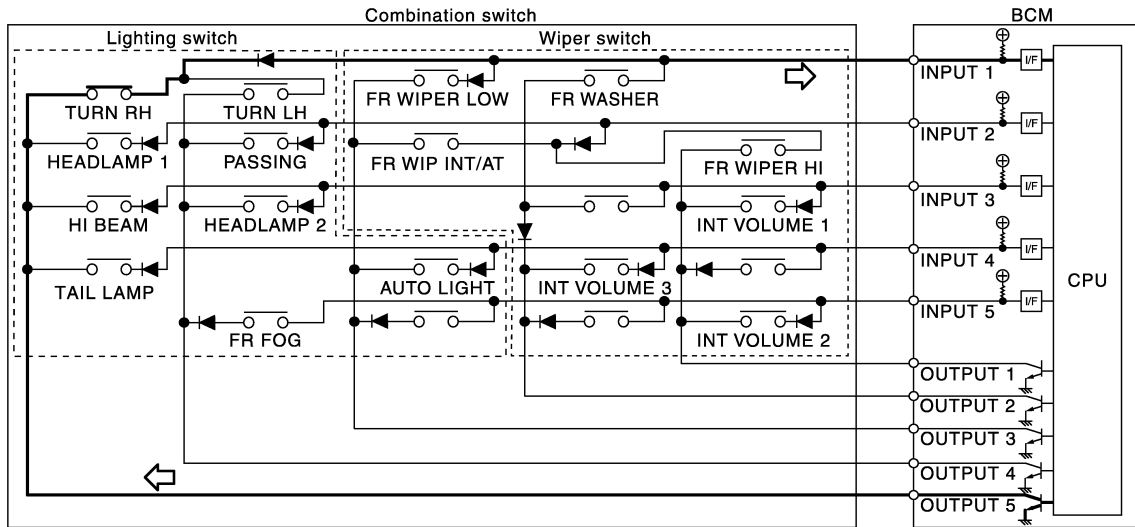 Combination switch
BCM
Lighting switch
Wiper switch
INPUT 1
I/F
TURN RH
TURN LH
FR WIPER LOW
FR WASHER
INPUT 2
I/F
HEADLAMP 1
PASSING
FR WIP INT/AT
FR WIPER HI
INPUT 3
I/F
HI BEAM
HEADLAMP 2
INT VOLUME 1
INPUT 4
I/F
CPU
TAIL LAMP
AUTO LIGHT
INT VOLUME 3
INPUT 5
I/F
FR FOG
INT VOLUME 2
OUTPUT 1
OUTPUT 2
OUTPUT 3
OUTPUT 4
OUTPUT 5